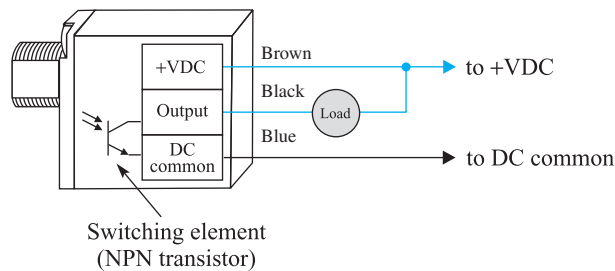 Brown
+VDC
to +VDC
Black
Output
Load
Blue
DC
common
to DC common
Switching element
(NPN transistor)